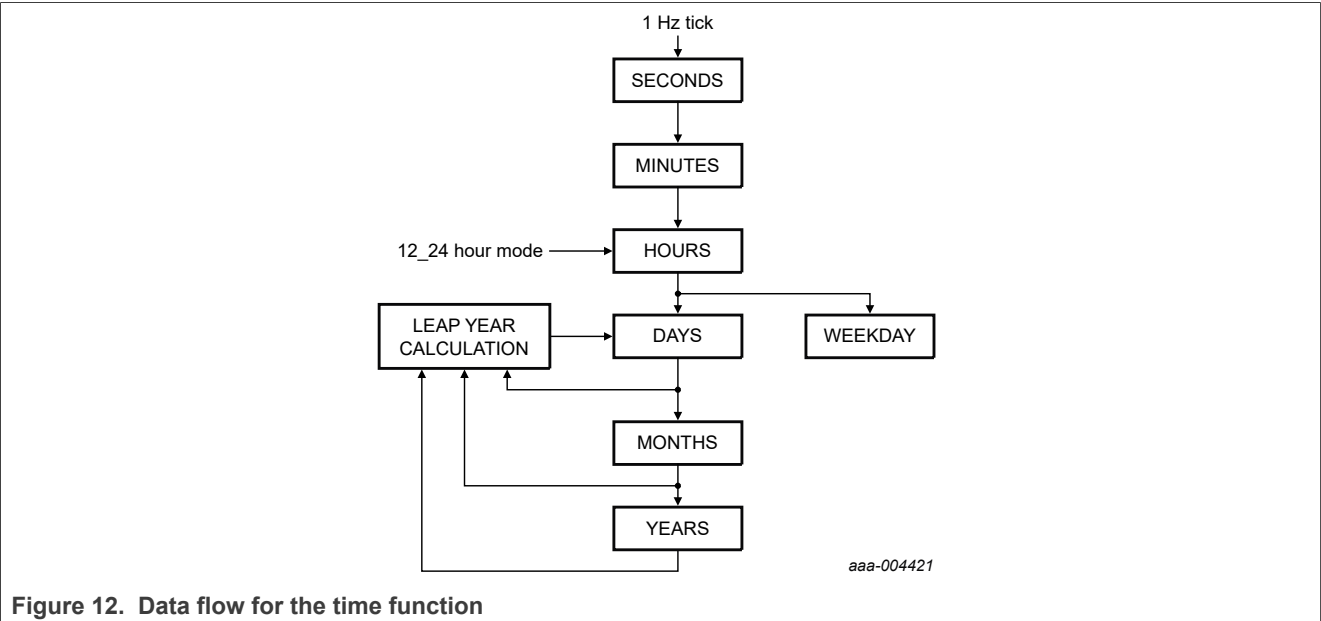 1 Hz tick
SECONDS
MINUTES
12_24 hour mode
HOURS
LEAP YEAR
CALCULATION
DAYS
WEEKDAY
MONTHS
YEARS
aaa-004421
Figure 12. Data flow for the time function